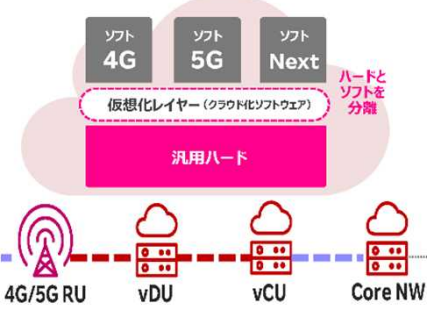 ソフト ソフト ソフト
4G 5G Next
ハードと
ソフトを
分離
仮想化レイヤー(クラウド化ソフトウェア)
汎用ハード
4G/5G RU vDU vCU Core NW